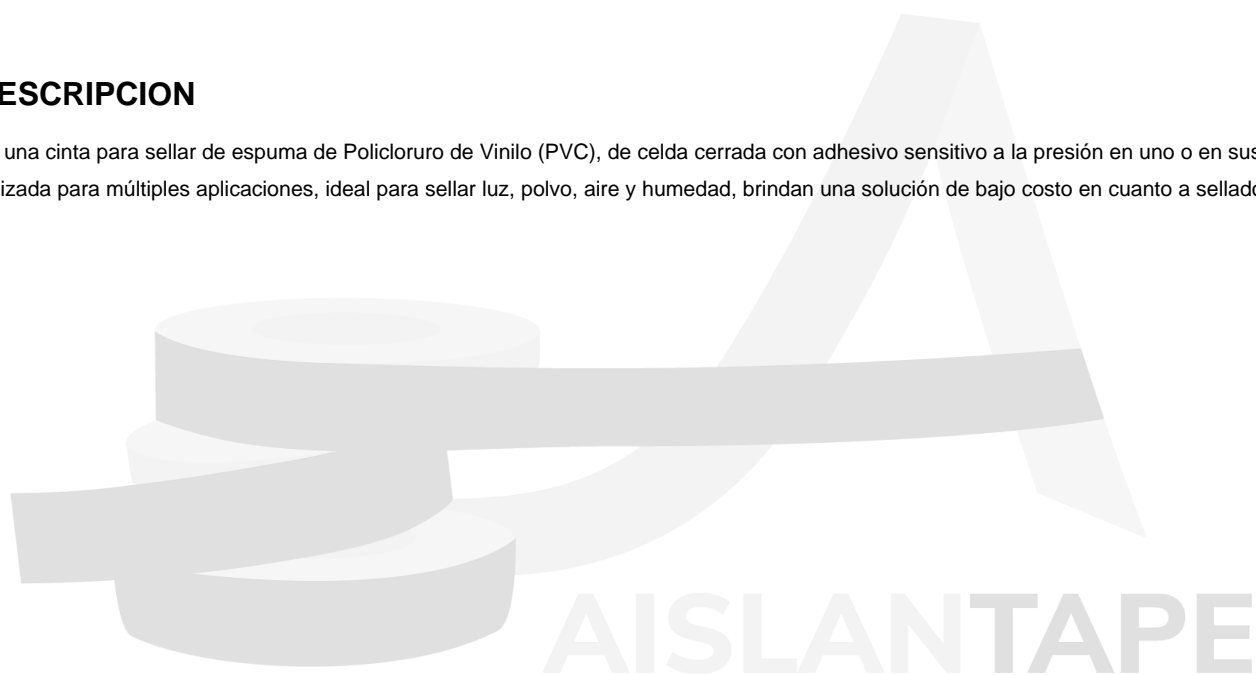 ESCRIPCION
una cinta para sellar de espuma de Policloruro de Vinilo (PVC), de celda cerrada con adhesivo sensitivo a la presión en uno o en sus
izada para múltiples aplicaciones, ideal para sellar luz, polvo, aire y humedad, brindan una solución de bajo costo en cuanto a sellado
AISLANTAPE